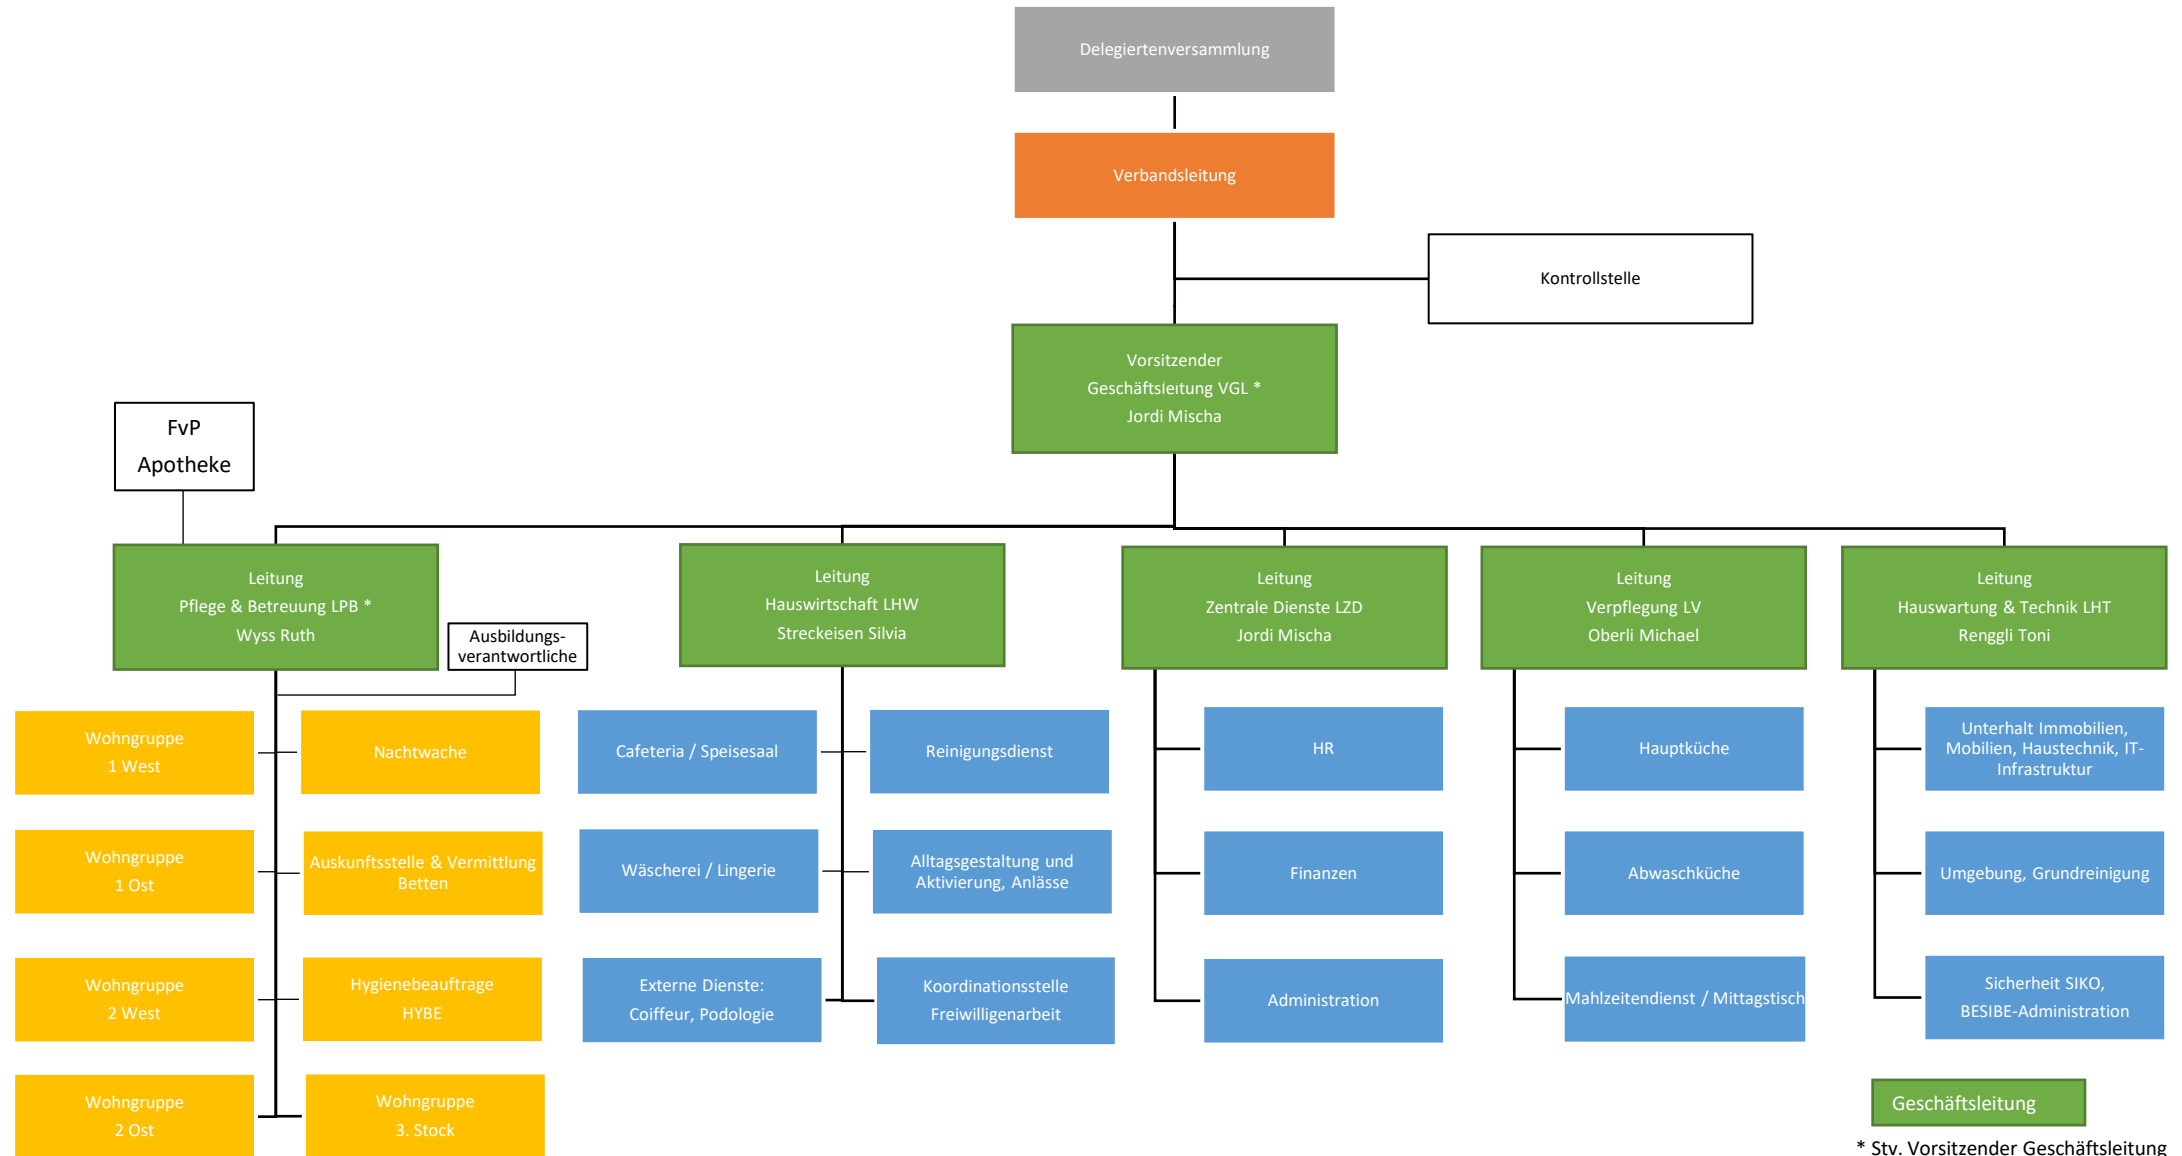 Delegiertenversammlung
Verbandsleitung
Kontrollstelle
Vorsitzender
Geschäftsleitung VGL *
Jordi Mischa
FvP
Apotheke
Leitung
Pflege & Betreuung LPB *
Wyss Ruth
Leitung
Hauswirtschaft LHW
Streckeisen Silvia
Leitung
Zentrale Dienste LZD
Jordi Mischa
Leitung
Verpflegung LV
Oberli Michael
Leitung
Hauswartung & Technik LHT
Renggli Toni
Ausbildungs-
verantwortliche
Wohngruppe
1 West
Nachtwache
Cafeteria / Speisesaal
Reinigungsdienst
HR
Hauptküche
Unterhalt Immobilien,
Mobilien, Haustechnik, IT-
Infrastruktur
Wohngruppe
1 Ost
Auskunftsstelle & Vermittlung
Betten
Wäscherei / Lingerie
Alltagsgestaltung und
Aktivierung, Anlässe
Finanzen
Abwaschküche
Umgebung, Grundreinigung
Wohngruppe
2 West
Hygienebeauftrage
HYBE
Externe Dienste:
Coiffeur, Podologie
Koordinationsstelle
Freiwilligenarbeit
Administration
Mahlzeitendienst / Mittagstisch
Sicherheit SIKO,
BESIBE-Administration
Wohngruppe
2 Ost
Wohngruppe
3. Stock
Geschäftsleitung
* Stv. Vorsitzender Geschäftsleitung